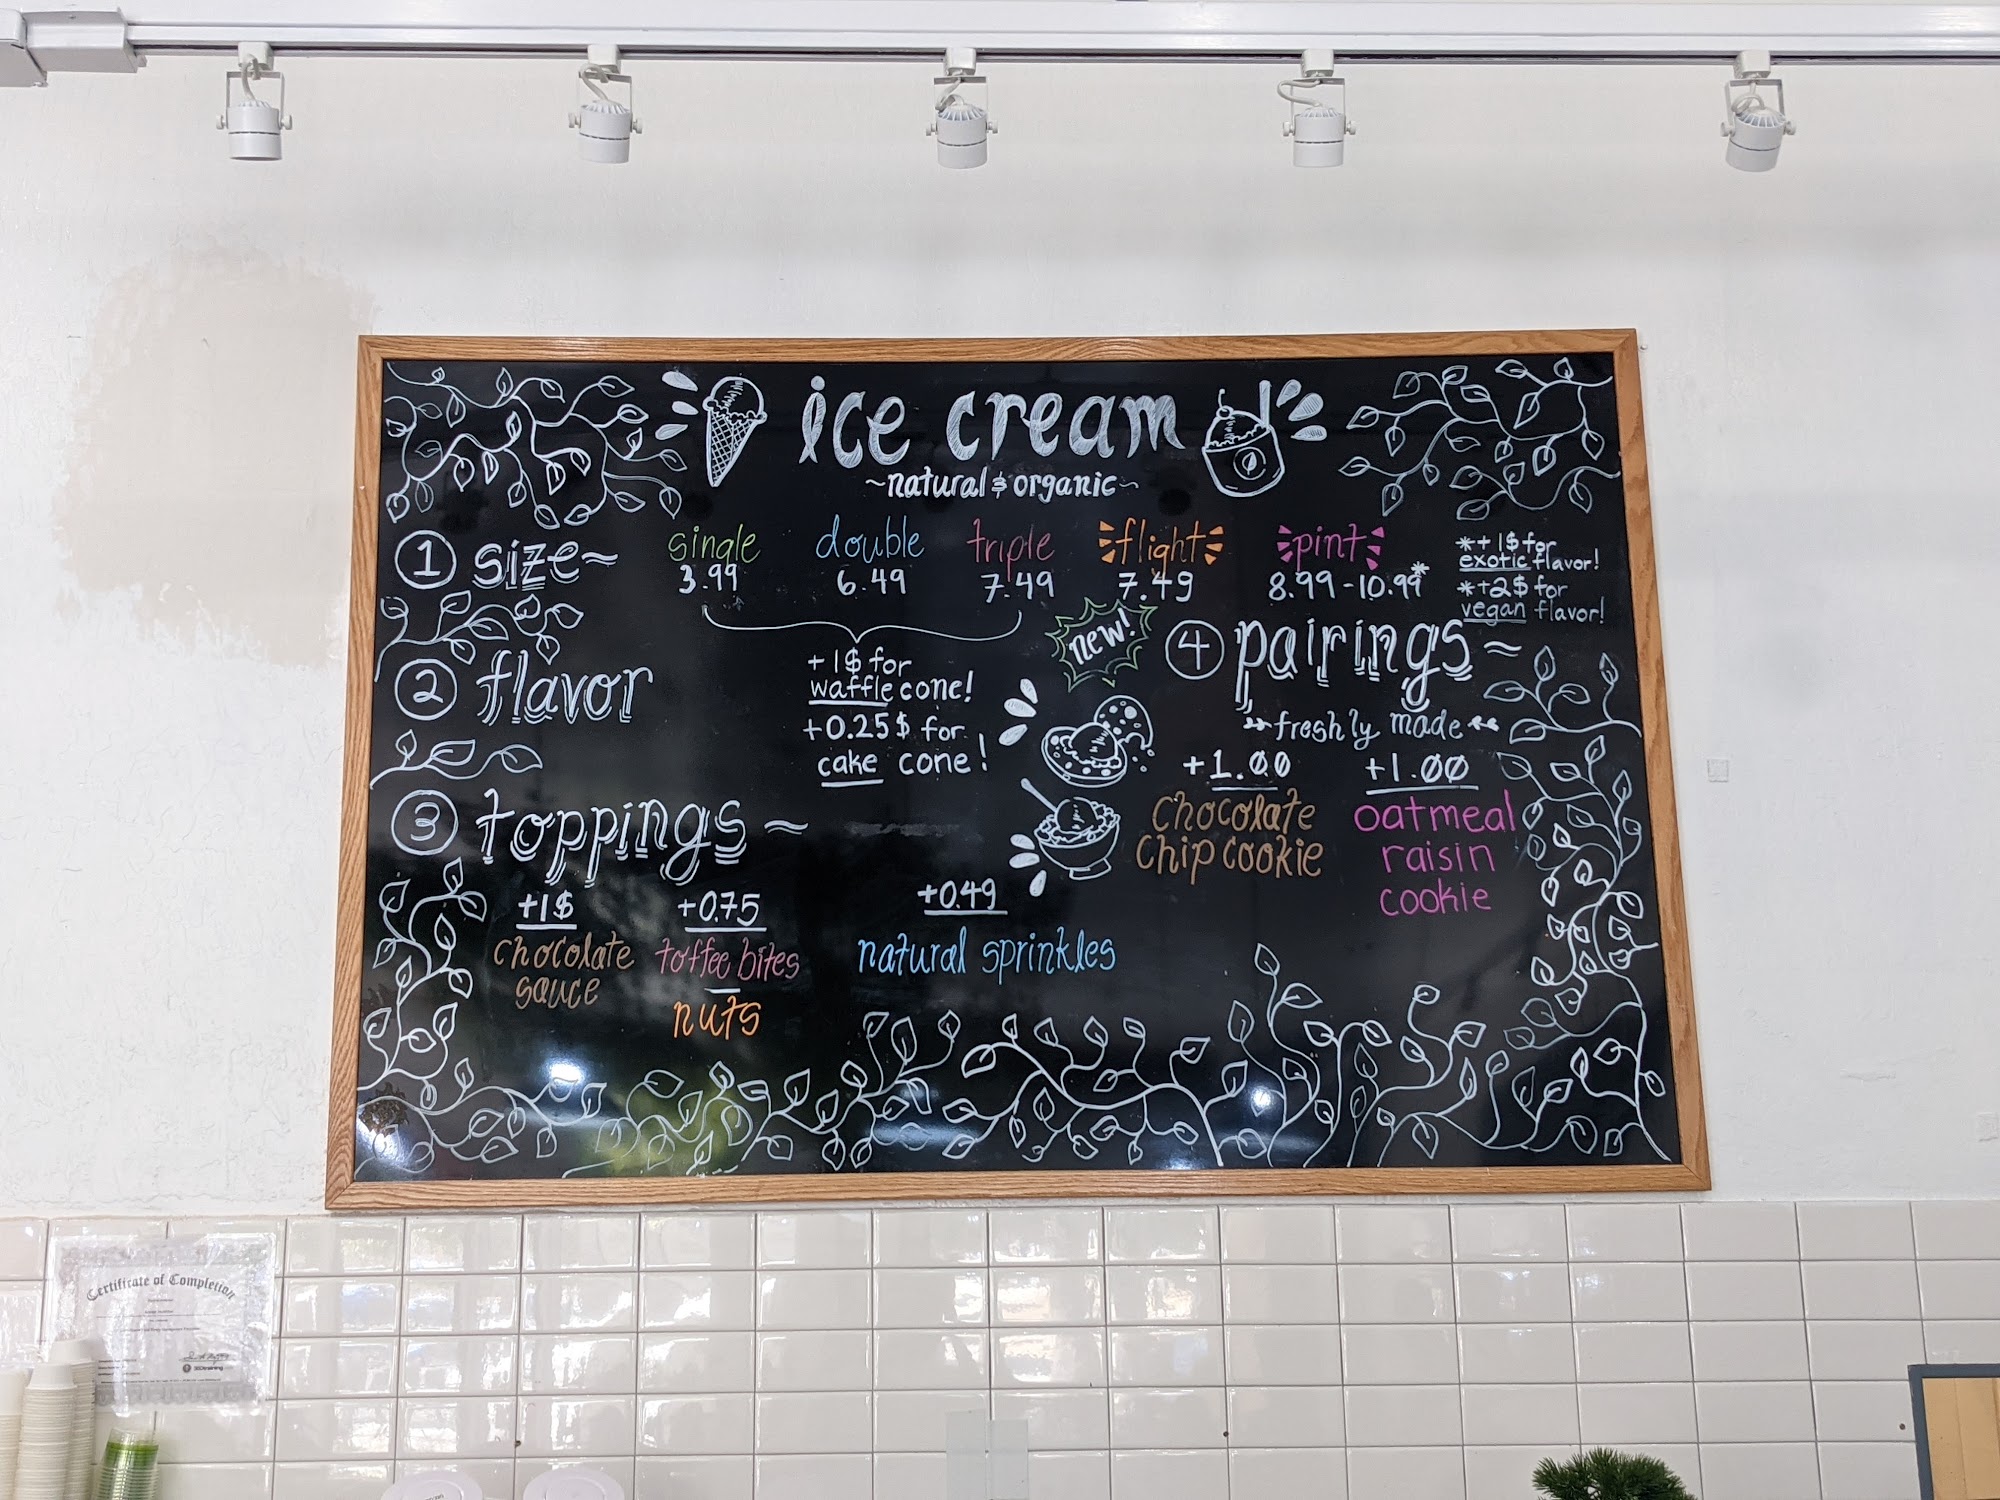 ice cream
~natural & organic~
1 size~
single
3.99
double
6.49
triple
7.49
flight
7.49
pint
8.99-10.99*
*+1$ for
exotic flavor!
*+2$ for
vegan flavor!
+1$ for
waffle cone!
+0.25$ for
cake cone!
2 flavor
3 toppings~
+1$
chocolate
sauce
+0.75
toffee bites
nuts
+0.49
natural sprinkles
new!
4 pairings~
freshly made
+1.00
chocolate
chip cookie
+1.00
oatmeal
raisin
cookie
Certificate of Completion
360training